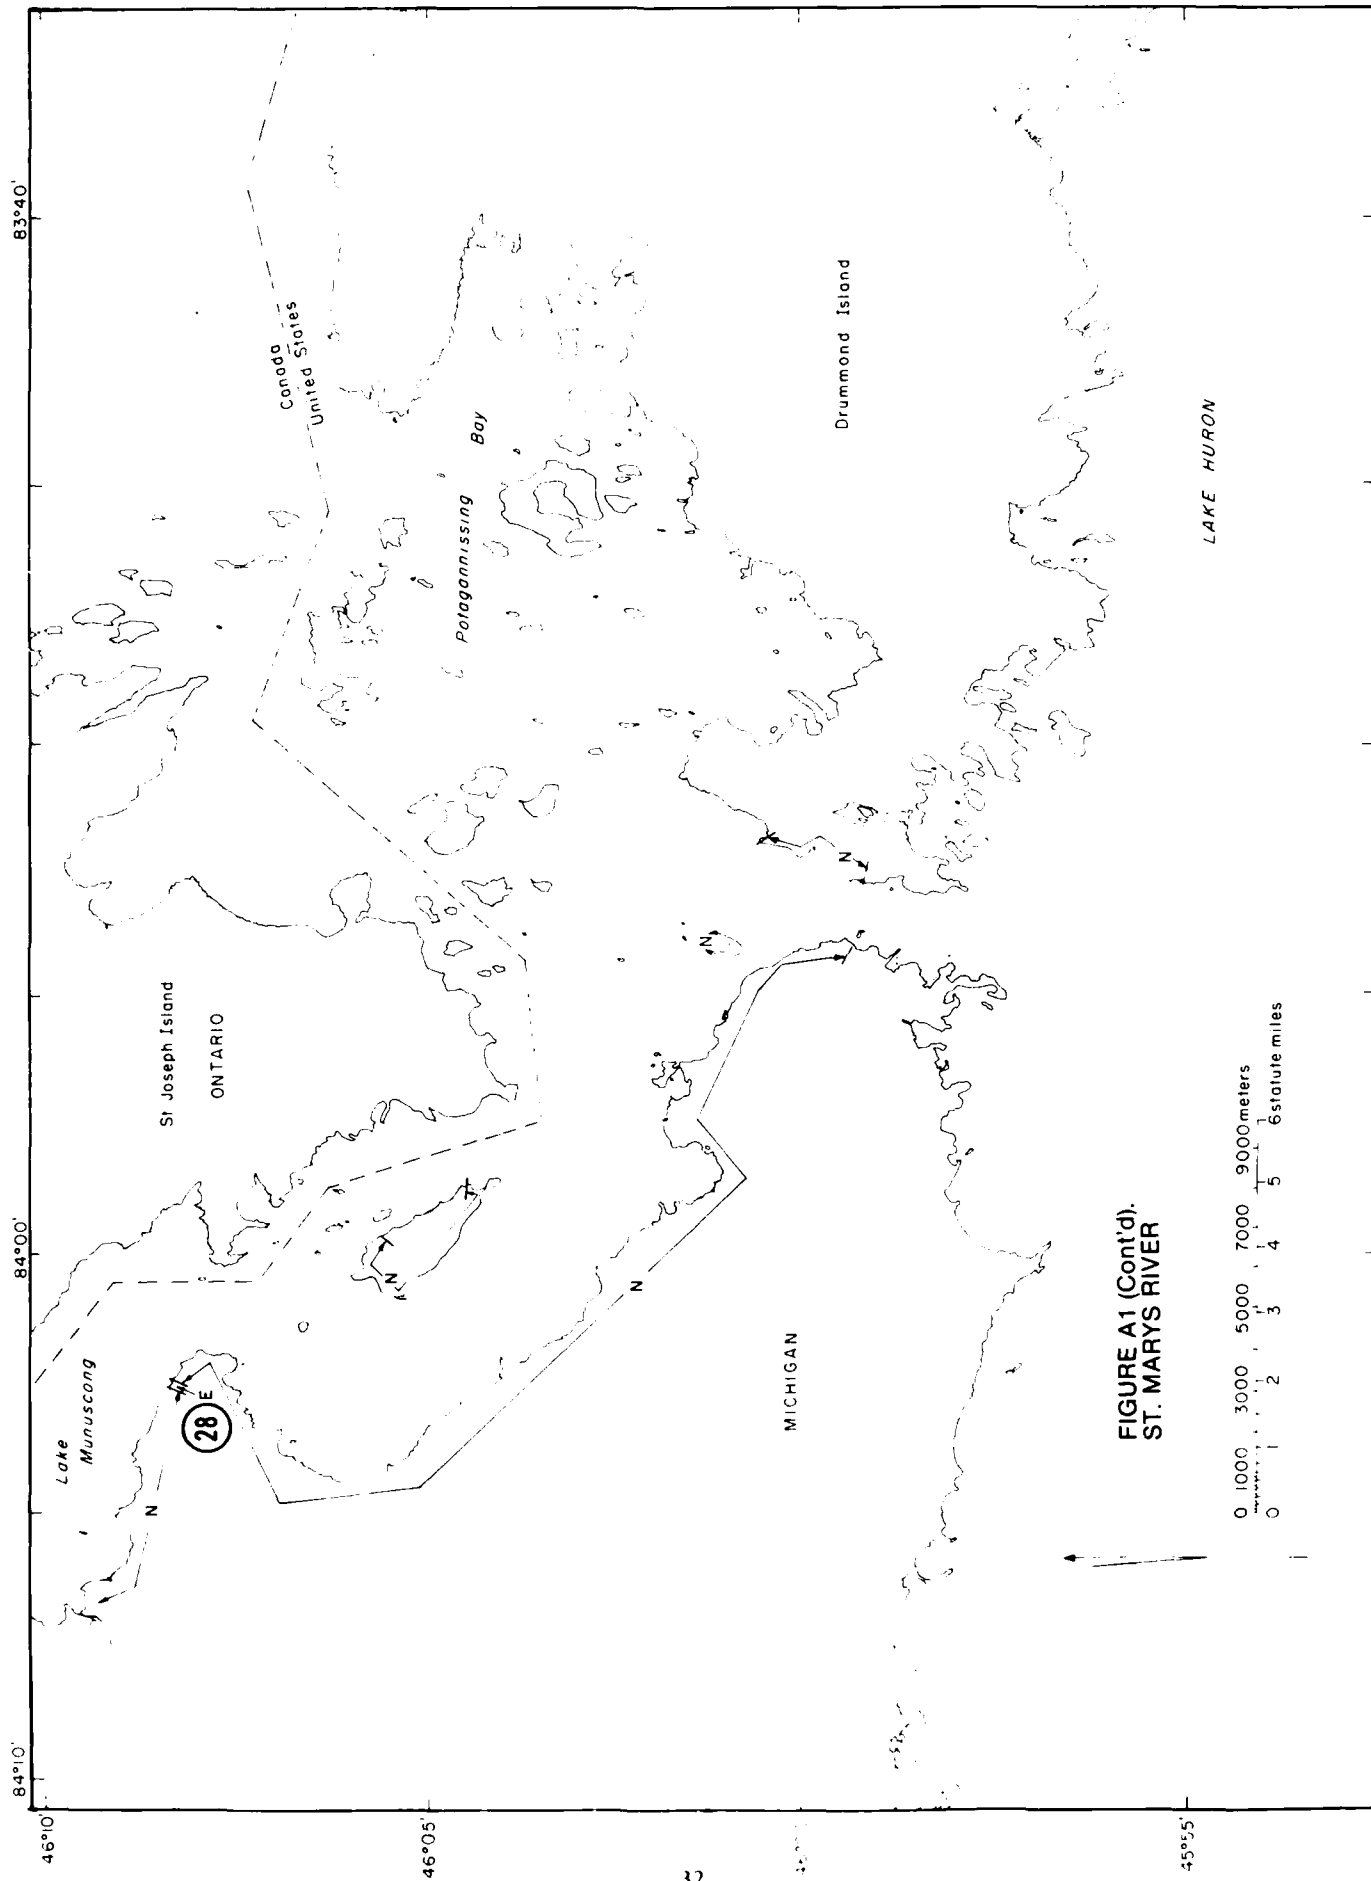 84°10'
84°00'
83°40'
46°10'
46°05'
45°55'
Lake
Munuscong
N
28
E
St Joseph Island
ONTARIO
Canada
United States
Potagannissing Bay
N
N
N
N
Drummond Island
MICHIGAN
LAKE HURON
FIGURE A1 (Cont'd).
ST. MARYS RIVER
0 1000 3000 5000 7000 9000 meters
0 1 2 3 4 5 6 statute miles